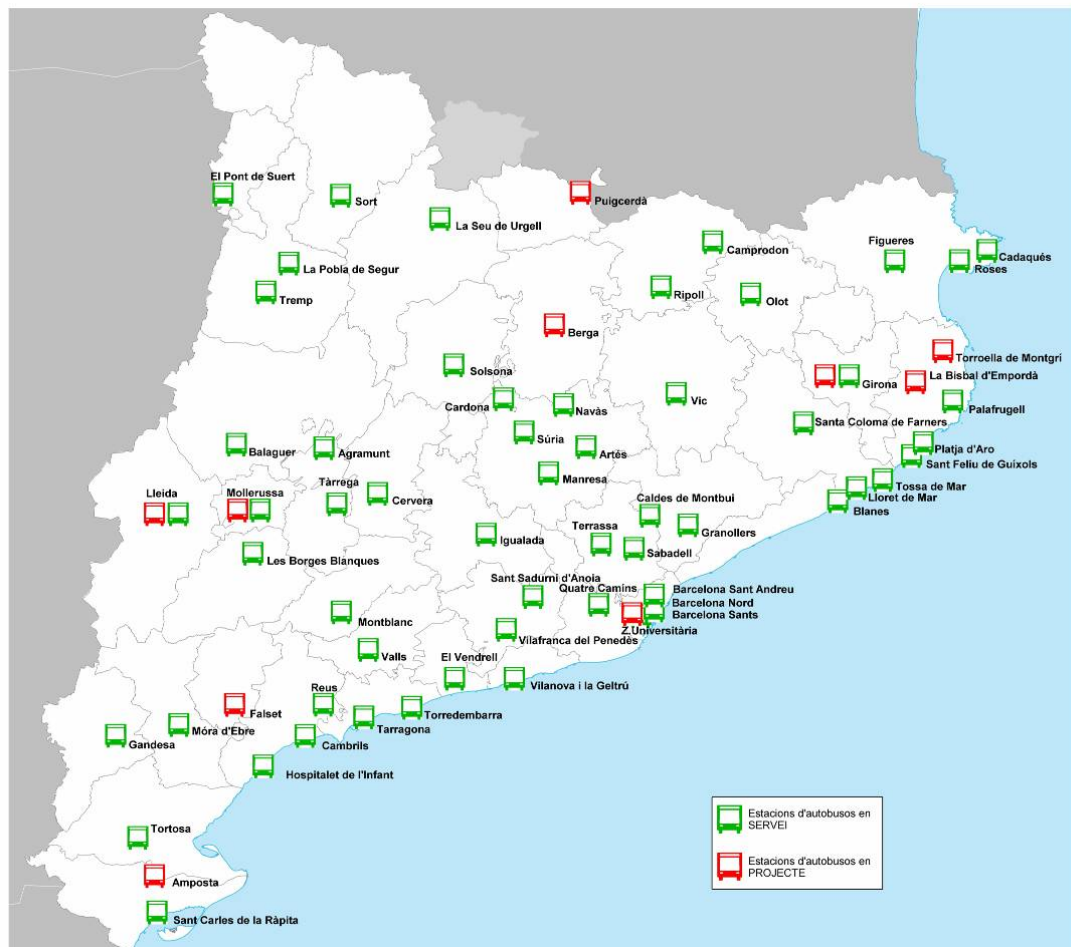 El Pont de Suert
Sort
Puigcerdà
La Seu de Urgell
Camprodon
Figueres
Cadaqués
Roses
La Pobla de Segur
Tremp
Ripoll
Olot
Berga
Torroella de Montgrí
Solsona
Girona
La Bisbal d'Empordà
Cardona
Navàs
Vic
Palafrugell
Santa Coloma de Farners
Súria
Balaguer
Agramunt
Artés
Platja d'Aro
Sant Feliu de Guíxols
Manresa
Tàrrega
Lleida
Mollerussa
Cervera
Tossa de Mar
Lloret de Mar
Blanes
Caldes de Montbui
Terrassa
Granollers
Igualada
Sabadell
Les Borges Blanques
Sant Sadurní d'Anoia
Quatre Camins
Barcelona Sant Andreu
Barcelona Nord
Barcelona Sants
Montblanc
Z.Universitària
Vilafranca del Penedès
Valls
El Vendrell
Vilanova i la Geltrú
Reus
Falset
Torredembarra
Tarragona
Móra d'Ebre
Gandesa
Cambrils
Hospitalet de l'Infant
Tortosa
Amposta
Sant Carles de la Ràpita
Estacions d'autobusos en
SERVEI
Estacions d'autobusos en
PROJECTE